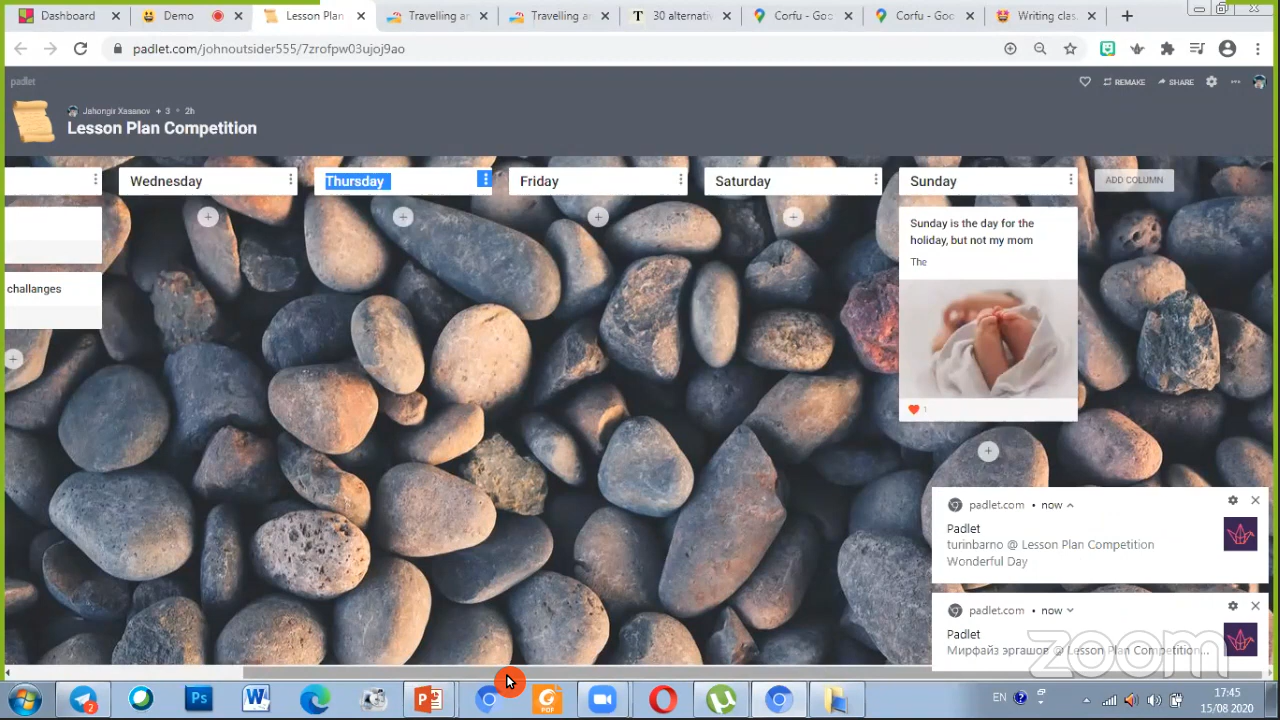 Dashboard
Demo
Lesson Plan
Travelling ar
Travelling ar
30 alternati
Corfu - Goo
Corfu - Goo
Writing clas
padlet.com/johnoutsider555/7zrofpw03ujoj9ao
padlet
REMAKE
SHARE
Jahongir Xasanov + 3 • 2h
Lesson Plan Competition
Wednesday
Thursday
Friday
Saturday
Sunday
ADD COLUMN
challanges
Sunday is the day for the
holiday, but not my mom
The
1
padlet.com • now
Padlet
turinbarno @ Lesson Plan Competition
Wonderful Day
padlet.com • now
Padlet
Мирфайз эргашов @ Lesson Plan Competition...
zoom
2
Ps
PDF
EN
17:45
15/08/2020